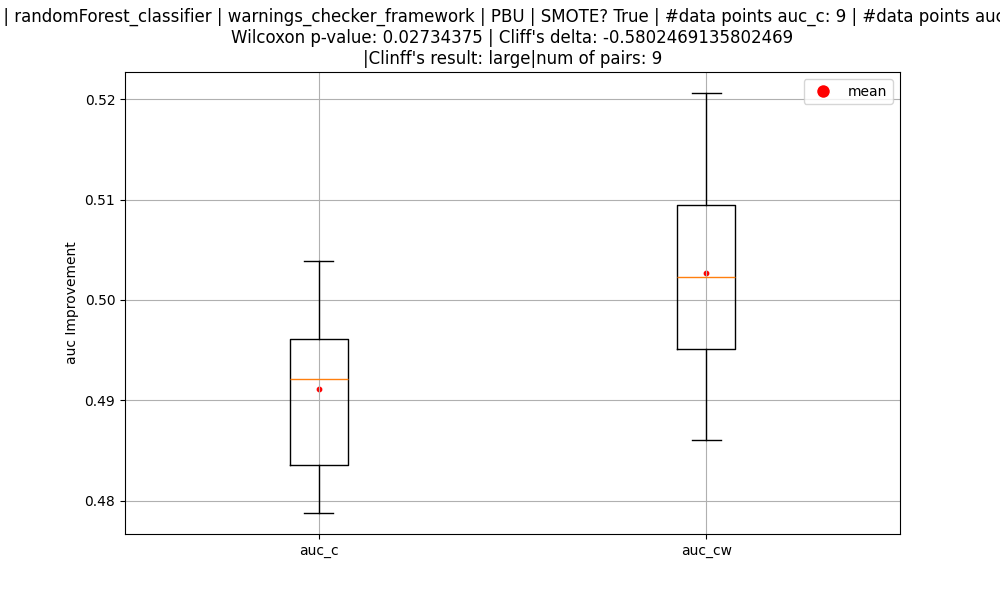 | randomForest_classifier | warnings_checker_framework | PBU | SMOTE? True | #data points auc_c: 9 | #data points auc
Wilcoxon p-value: 0.02734375 | Cliff's delta: -0.5802469135802469
|Clinff's result: large|num of pairs: 9
mean
0.52
0.51
0.50
0.49
0.48
auc Improvement
auc_c
auc_cw